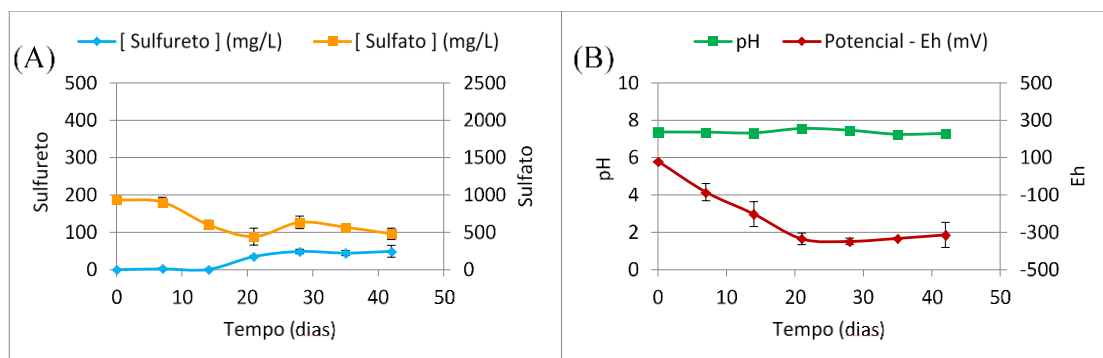 [ Sulfureto ] (mg/L) [ Sulfato ] (mg/L)
(A)
500 2500
400 2000
300 1500
200 1000
100 500
0 0
0 10 20 30 40 50
Sulfureto
Sulfato
Tempo (dias)
pH Potencial - Eh (mV)
(B)
10 500
8 300
6 100
4 -100
2 -300
0 -500
0 10 20 30 40 50
pH
Eh
Tempo (dias)